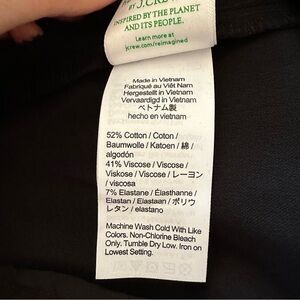 BY J.CREW
INSPIRED BY THE PLANET
AND ITS PEOPLE.
Learn more at
jcrew.com/reimagined
Made in Vietnam
Fabriqué au Viêt Nam
Hergestellt in Vietnam
Vervaardigd in Vietnam
ベトナム製
hecho en vietnam
52% Cotton / Coton /
Baumwolle / Katoen / 綿 /
algodón
41% Viscose / Viscose /
Viskose / Viscose / レーヨン
/ viscosa
7% Elastane / Élasthanne /
Elastan / Elastaan / ポリウ
レタン / elastano
Machine Wash Cold With Like
Colors. Non-Chlorine Bleach
Only. Tumble Dry Low. Iron on
Lowest Setting.